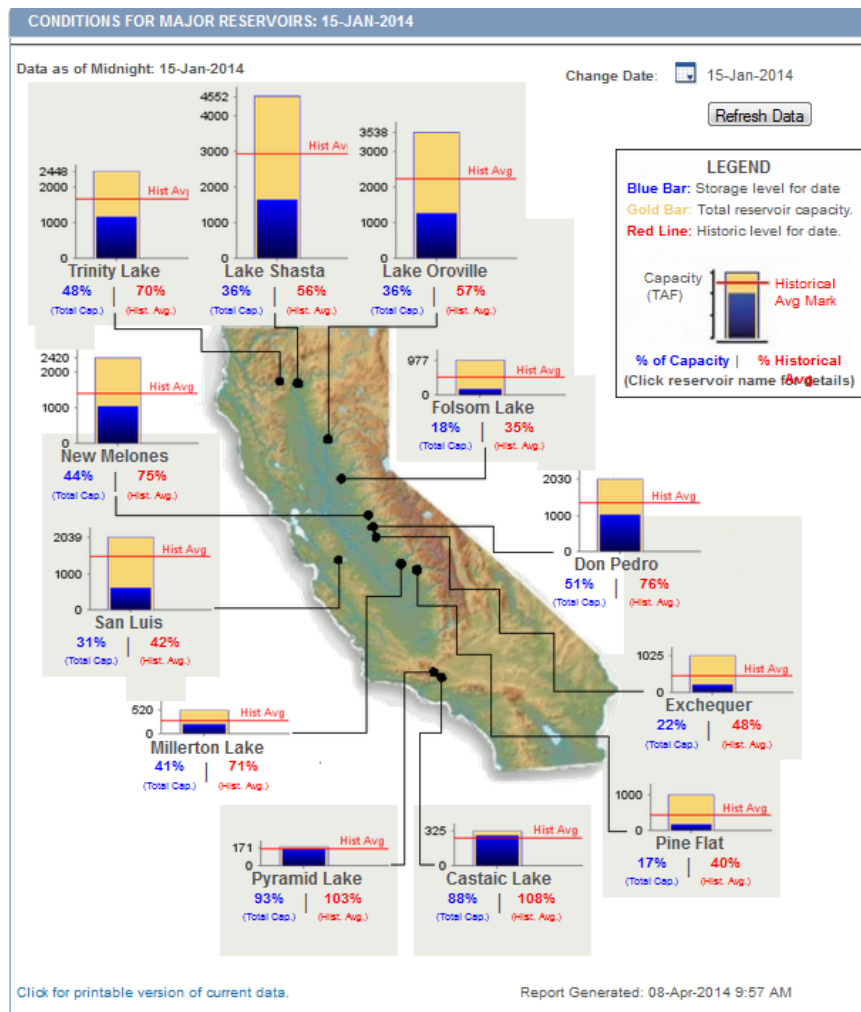 CONDITIONS FOR MAJOR RESERVOIRS: 15-JAN-2014
Data as of Midnight: 15-Jan-2014
Change Date: 15-Jan-2014
Refresh Data
LEGEND
Blue Bar: Storage level for date
Gold Bar: Total reservoir capacity.
Red Line: Historic level for date.
Capacity
(TAF)
Historical
Avg Mark
% of Capacity | % Historical
Avg.
(Click reservoir name for details)
2448
2000
1000
0
Hist Avg
Trinity Lake
48% | 70%
(Total Cap.) (Hist. Avg.)
4552
4000
3000
2000
1000
0
Hist Avg
Lake Shasta
36% | 56%
(Total Cap.) (Hist. Avg.)
3538
3000
2000
1000
0
Hist Avg
Lake Oroville
36% | 57%
(Total Cap.) (Hist. Avg.)
2420
2000
1000
0
Hist Avg
New Melones
44% | 75%
(Total Cap.) (Hist. Avg.)
977
0
Hist Avg
Folsom Lake
18% | 35%
(Total Cap.) (Hist. Avg.)
2030
1000
0
Hist Avg
Don Pedro
51% | 76%
(Total Cap.) (Hist. Avg.)
2039
1000
0
Hist Avg
San Luis
31% | 42%
(Total Cap.) (Hist. Avg.)
1025
0
Hist Avg
Exchequer
22% | 48%
(Total Cap.) (Hist. Avg.)
520
0
Hist Avg
Millerton Lake
41% | 71%
(Total Cap.) (Hist. Avg.)
1000
0
Hist Avg
Pine Flat
17% | 40%
(Total Cap.) (Hist. Avg.)
171
0
Hist Avg
Pyramid Lake
93% | 103%
(Total Cap.) (Hist. Avg.)
325
0
Hist Avg
Castaic Lake
88% | 108%
(Total Cap.) (Hist. Avg.)
Click for printable version of current data.
Report Generated: 08-Apr-2014 9:57 AM